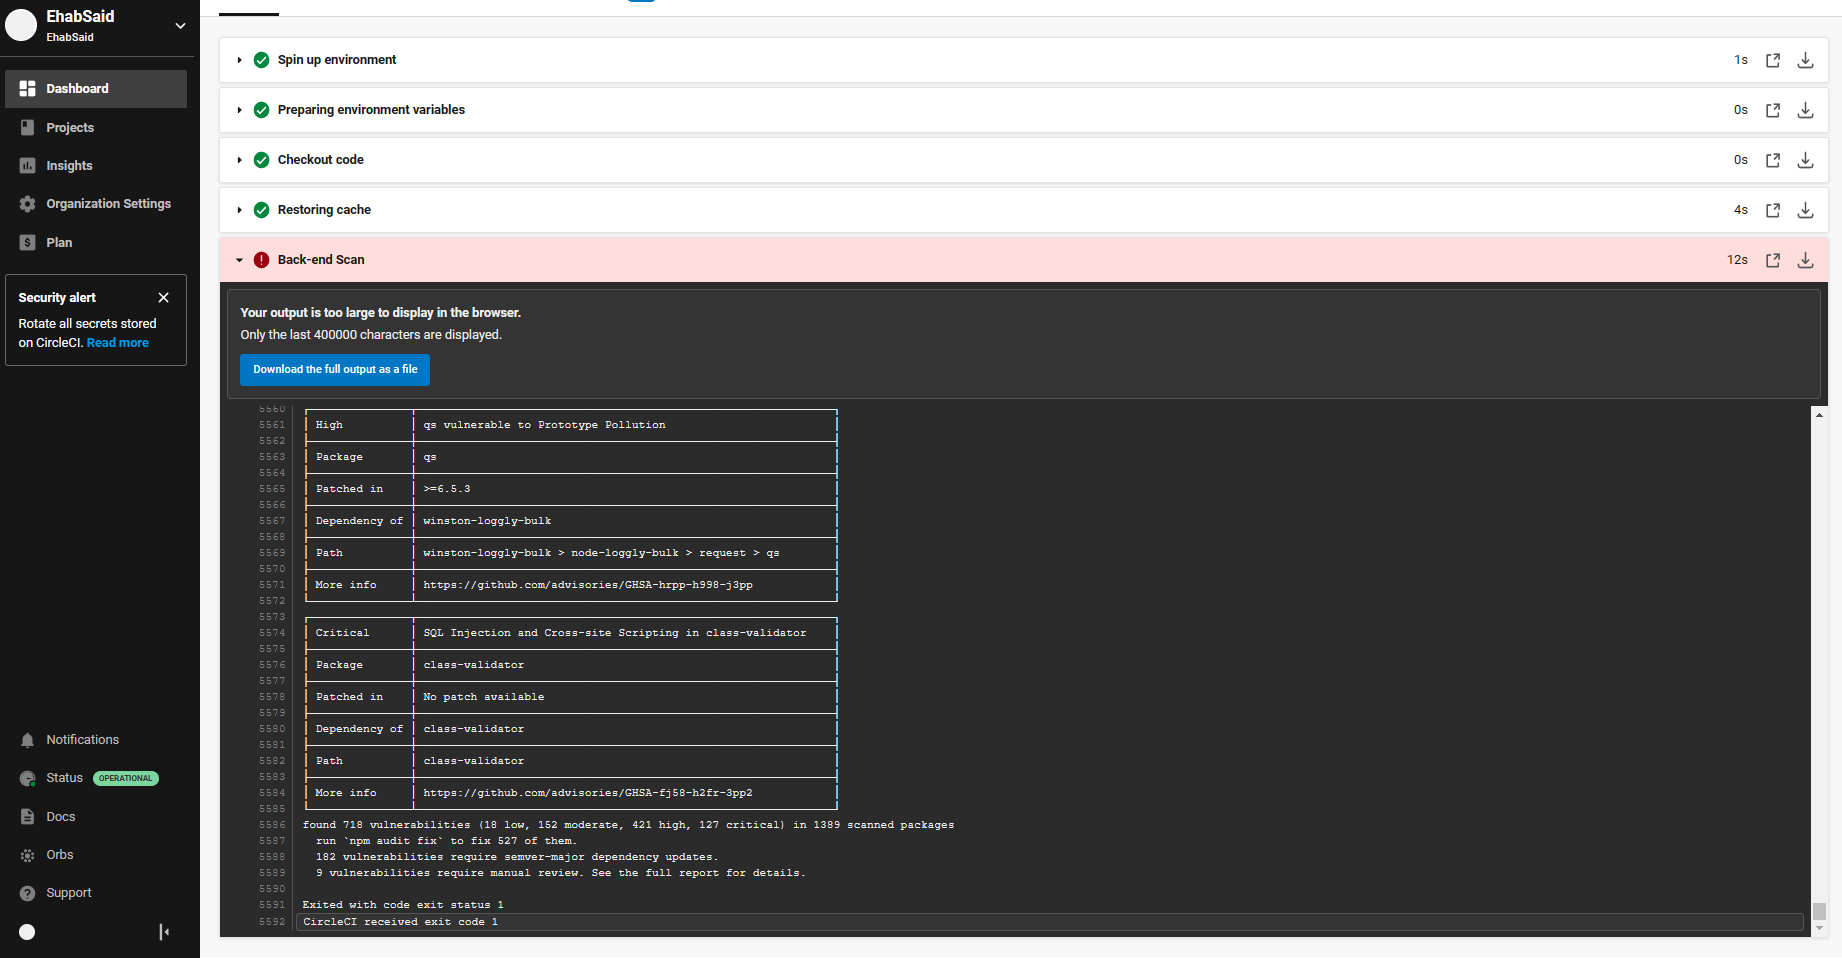 EhabSaid
EhabSaid
Dashboard
Projects
Insights
Organization Settings
Plan
Security alert
Rotate all secrets stored
on CircleCI. Read more
Notifications
Status OPERATIONAL
Docs
Orbs
Support
Spin up environment 1s
Preparing environment variables 0s
Checkout code 0s
Restoring cache 4s
Back-end Scan 12s
Your output is too large to display in the browser.
Only the last 400000 characters are displayed.
Download the full output as a file
5560
5561 High qs vulnerable to Prototype Pollution
5562
5563 Package qs
5564
5565 Patched in >=6.5.3
5566
5567 Dependency of winston-loggly-bulk
5568
5569 Path winston-loggly-bulk > node-loggly-bulk > request > qs
5570
5571 More info https://github.com/advisories/GHSA-hrpp-h998-j3pp
5572
5573
5574 Critical SQL Injection and Cross-site Scripting in class-validator
5575
5576 Package class-validator
5577
5578 Patched in No patch available
5579
5580 Dependency of class-validator
5581
5582 Path class-validator
5583
5584 More info https://github.com/advisories/GHSA-fj58-h2fr-3pp2
5585
5586 found 718 vulnerabilities (18 low, 152 moderate, 421 high, 127 critical) in 1389 scanned packages
5587 run `npm audit fix` to fix 527 of them.
5588 182 vulnerabilities require semver-major dependency updates.
5589 9 vulnerabilities require manual review. See the full report for details.
5590
5591 Exited with code exit status 1
5592 CircleCI received exit code 1